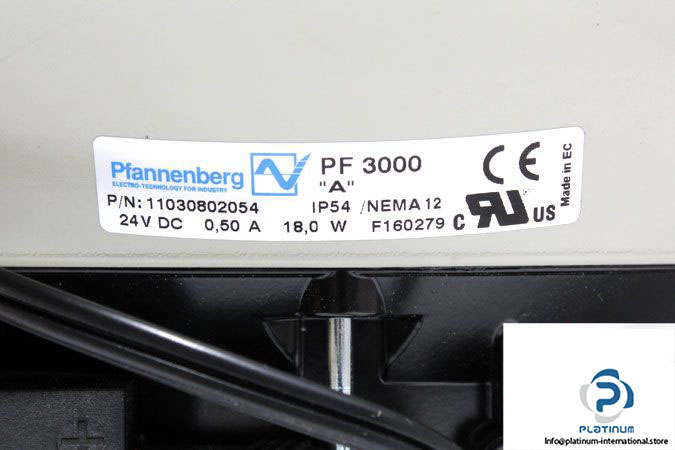 Pfannenberg
ELECTRO-TECHNOLOGY FOR INDUSTRY
PF 3000
"A"
P/N: 11030802054
IP54 /NEMA 12
24V DC 0,50 A 18,0 W F160279
CE
C RU US
Made in EC
PLATINUM
Info@platinum-international.store